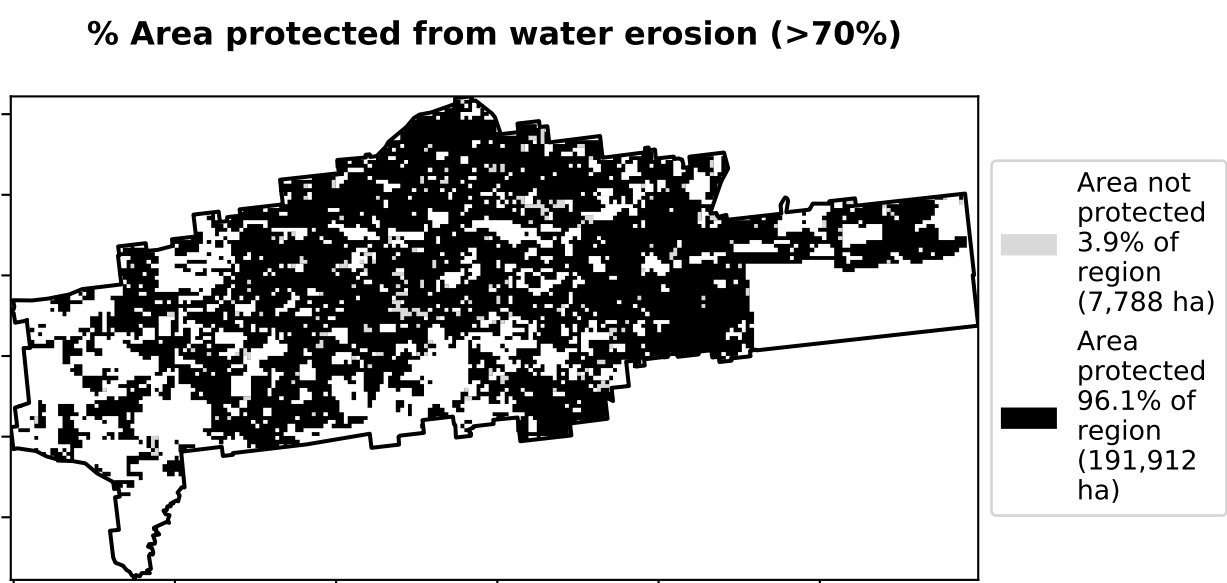 % Area protected from water erosion (>70%)
Area not
protected
3.9% of
region
(7,788 ha)
Area
protected
96.1% of
region
(191,912
ha)